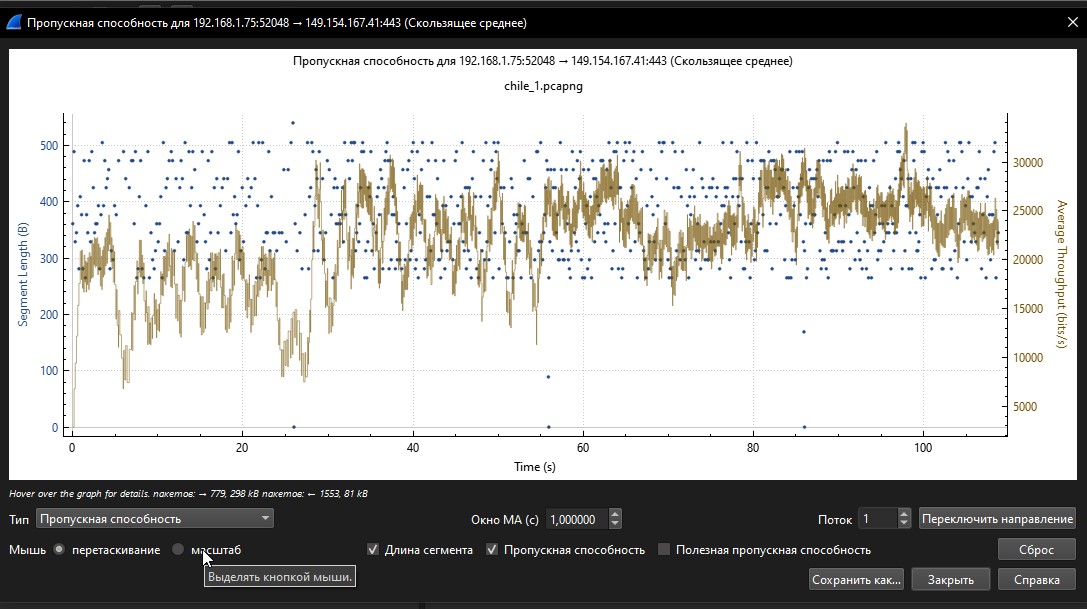 Пропускная способность для 192.168.1.75:52048 → 149.154.167.41:443 (Скользящее среднее)
Пропускная способность для 192.168.1.75:52048 → 149.154.167.41:443 (Скользящее среднее)
chile_1.pcapng
Segment Length (B)
500
400
300
200
100
0
30000
25000
20000
15000
10000
5000
Average Throughput (bits/s)
0 20 40 60 80 100
Time (s)
Hover over the graph for details. пакетов: → 779, 298 kB пакетов: ← 1553, 81 kB
Тип Пропускная способность Окно MA (с) 1,000000 Поток 1 Переключить направление
Мышь перетаскивание масштаб Длина сегмента Пропускная способность Полезная пропускная способность Сброс
Выделять кнопкой мыши.
Сохранить как... Закрыть Справка